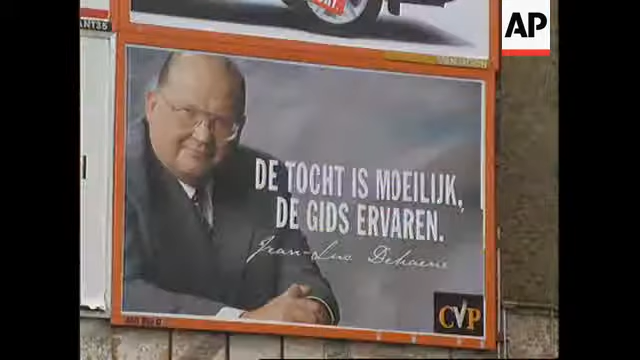 AP
DE TOCHT IS MOEILIJK,
DE GIDS ERVAREN.
Jean-Luc Dehaene
CVP